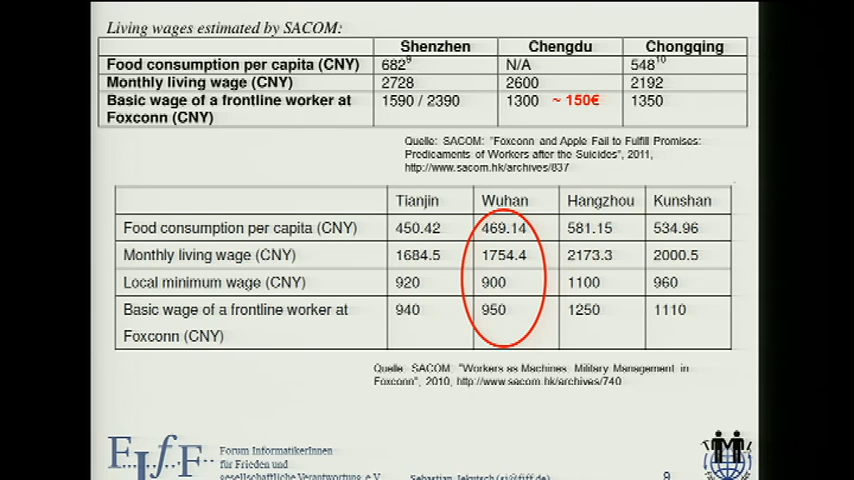 Living wages estimated by SACOM:
Shenzhen Chengdu Chongqing
Food consumption per capita (CNY) 682⁹ N/A 548¹⁰
Monthly living wage (CNY) 2728 2600 2192
Basic wage of a frontline worker at Foxconn (CNY) 1590 / 2390 1300 ~ 150€ 1350
Quelle: SACOM: "Foxconn and Apple Fail to Fulfill Promises:
Predicaments of Workers after the Suicides", 2011,
http://www.sacom.hk/archives/837
Tianjin Wuhan Hangzhou Kunshan
Food consumption per capita (CNY) 450.42 469.14 581.15 534.96
Monthly living wage (CNY) 1684.5 1754.4 2173.3 2000.5
Local minimum wage (CNY) 920 900 1100 960
Basic wage of a frontline worker at 940 950 1250 1110
Foxconn (CNY)
Quelle: SACOM: "Workers as Machines: Military Management in
Foxconn", 2010, http://www.sacom.hk/archives/740
FIfF
Forum InformatikerInnen
für Frieden und
gesellschaftliche Verantwortung e.V.
Sebastian Jekutsch (sj@fiff.de)
9